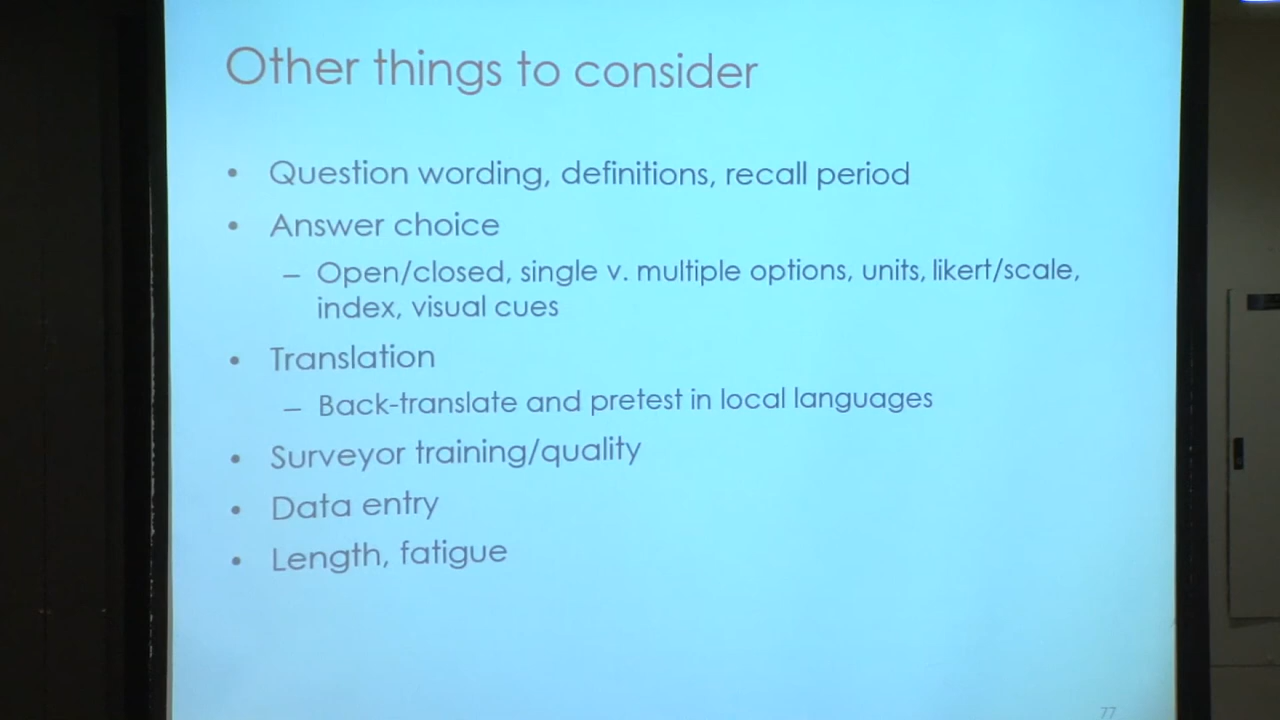 Other things to consider
• Question wording, definitions, recall period
• Answer choice
– Open/closed, single v. multiple options, units, likert/scale,
index, visual cues
• Translation
– Back-translate and pretest in local languages
• Surveyor training/quality
• Data entry
• Length, fatigue
77